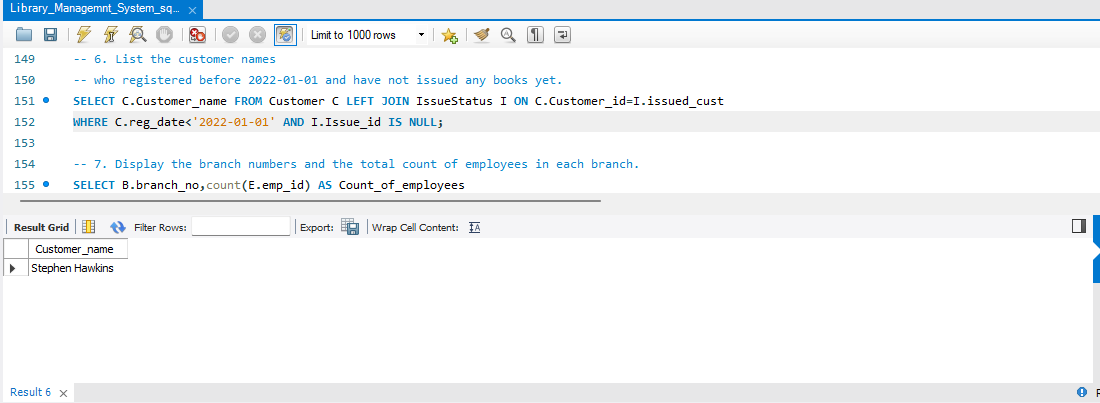 Library_Managemnt_System_sq...
Limit to 1000 rows
149 -- 6. List the customer names
150 -- who registered before 2022-01-01 and have not issued any books yet.
151 SELECT C.Customer_name FROM Customer C LEFT JOIN IssueStatus I ON C.Customer_id=I.issued_cust
152 WHERE C.reg_date<'2022-01-01' AND I.Issue_id IS NULL;
153
154 -- 7. Display the branch numbers and the total count of employees in each branch.
155 SELECT B.branch_no,count(E.emp_id) AS Count_of_employees
Result Grid Filter Rows: Export: Wrap Cell Content: IA
Customer_name
Stephen Hawkins
Result 6